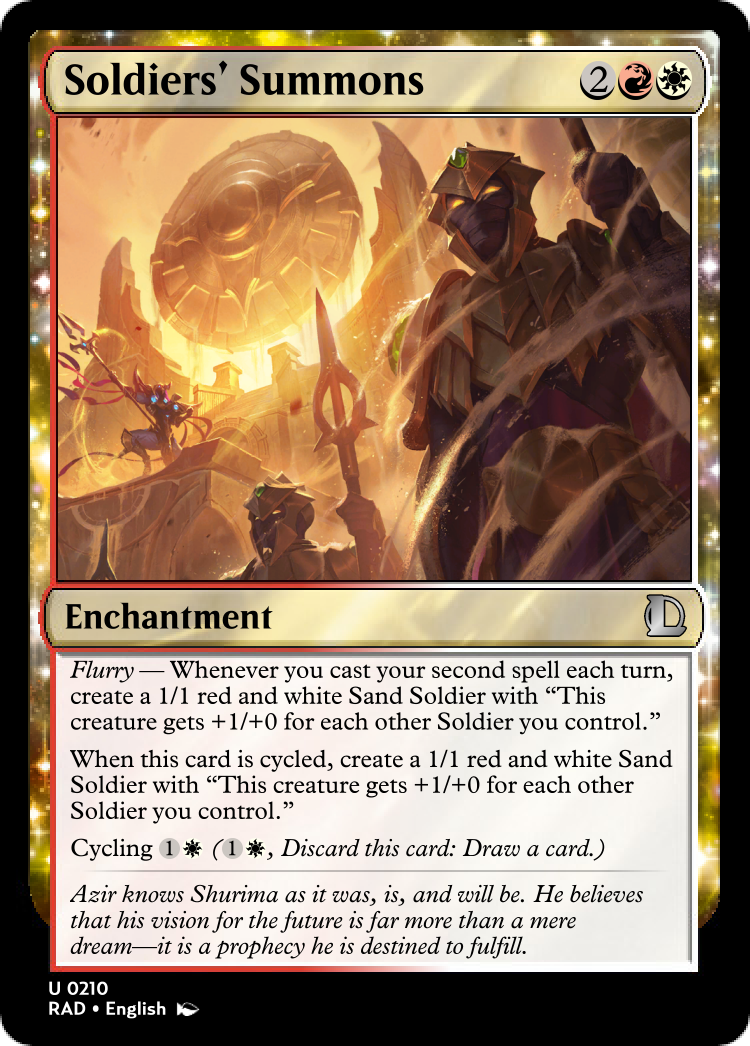 Soldiers' Summons 2
Enchantment
Flurry — Whenever you cast your second spell each turn,
create a 1/1 red and white Sand Soldier with “This
creature gets +1/+0 for each other Soldier you control.”
When this card is cycled, create a 1/1 red and white Sand
Soldier with “This creature gets +1/+0 for each other
Soldier you control.”
Cycling 1 (1, Discard this card: Draw a card.)
Azir knows Shurima as it was, is, and will be. He believes
that his vision for the future is far more than a mere
dream—it is a prophecy he is destined to fulfill.
U 0210
RAD • English